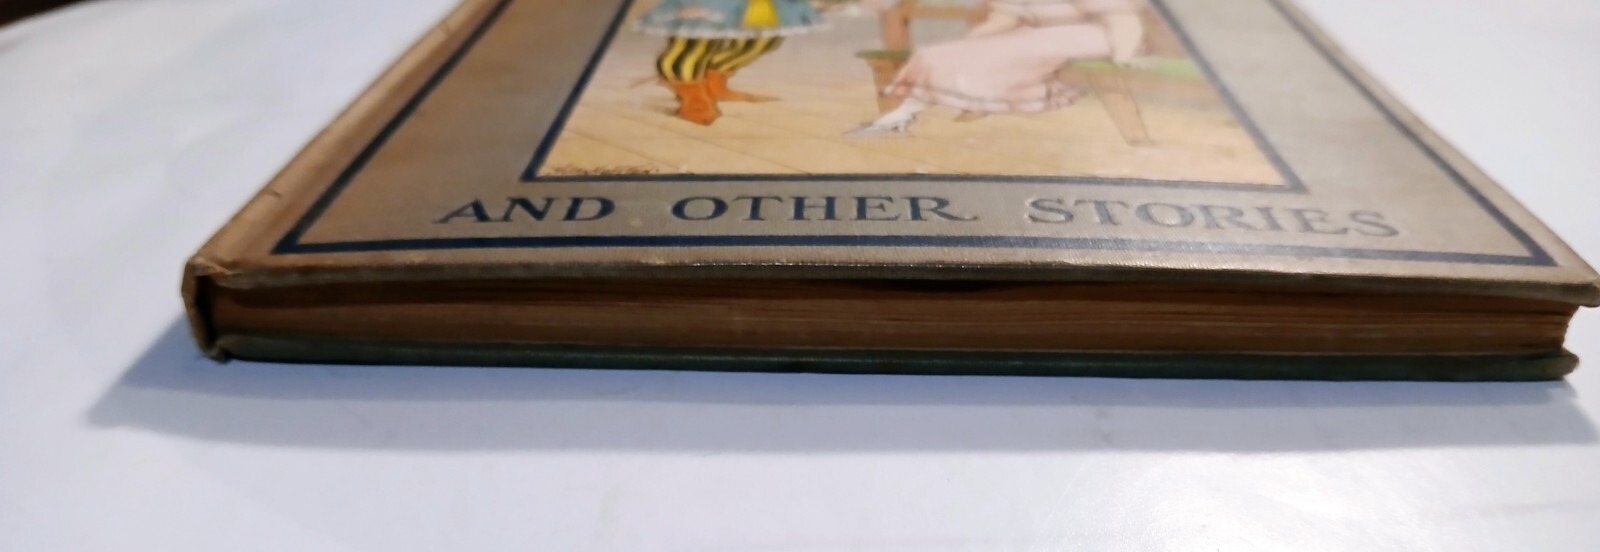 AND OTHER STORIES